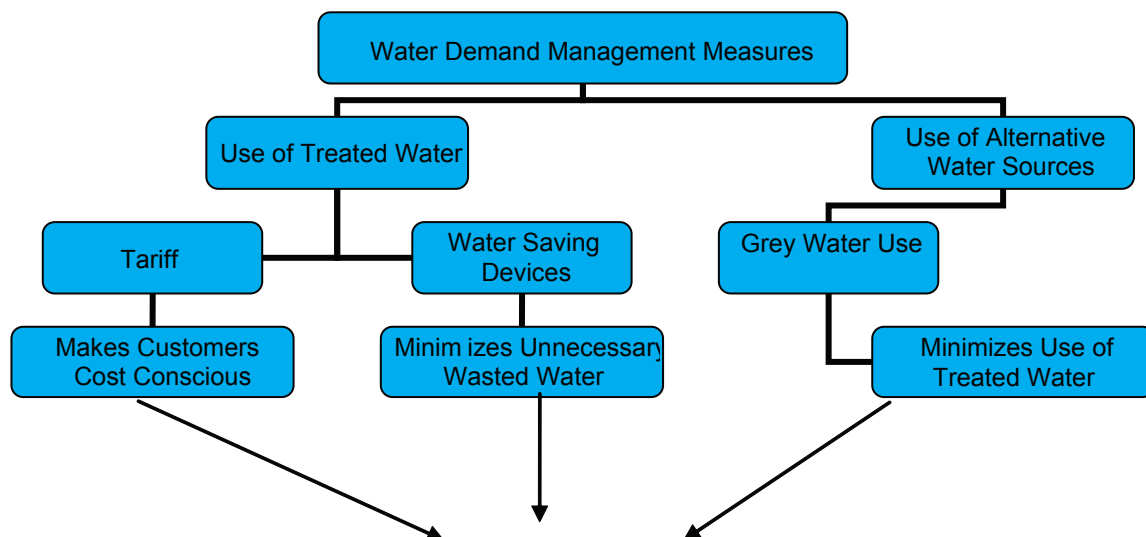 Water Demand Management Measures
Use of Treated Water
Use of Alternative
Water Sources
Tariff
Water Saving
Devices
Grey Water Use
Makes Customers
Cost Conscious
Minim izes Unnecessary
Wasted Water
Minimizes Use of
Treated Water